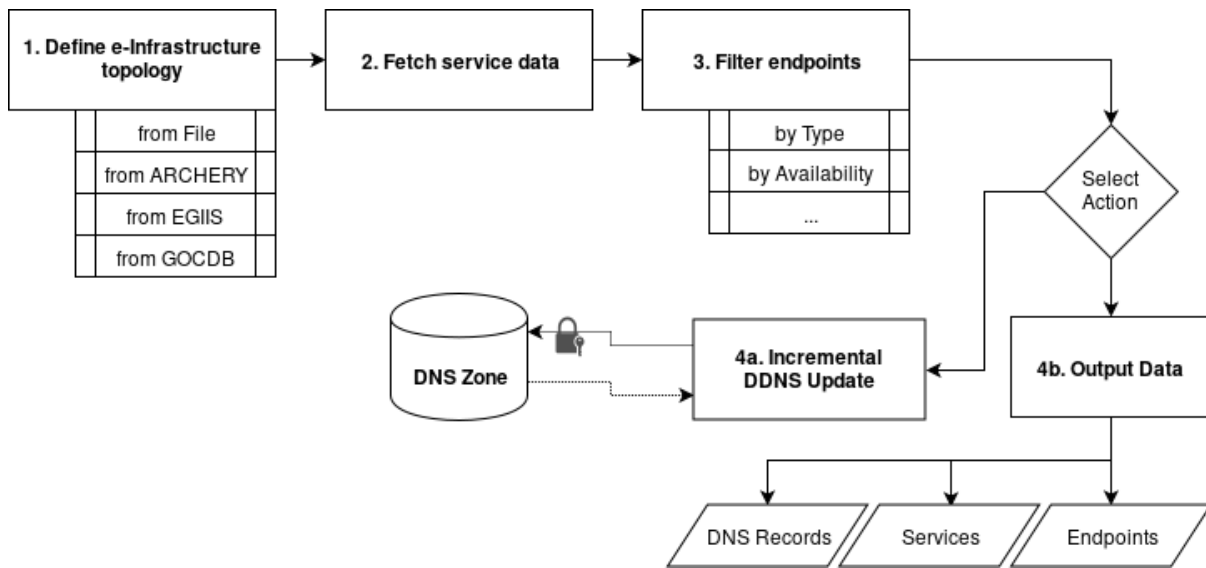 1. Define e-Infrastructure
topology
2. Fetch service data
3. Filter endpoints
from File
from ARCHERY
from EGIIS
from GOCDB
by Type
by Availability
...
Select
Action
DNS Zone
4a. Incremental
DDNS Update
4b. Output Data
DNS Records
Services
Endpoints